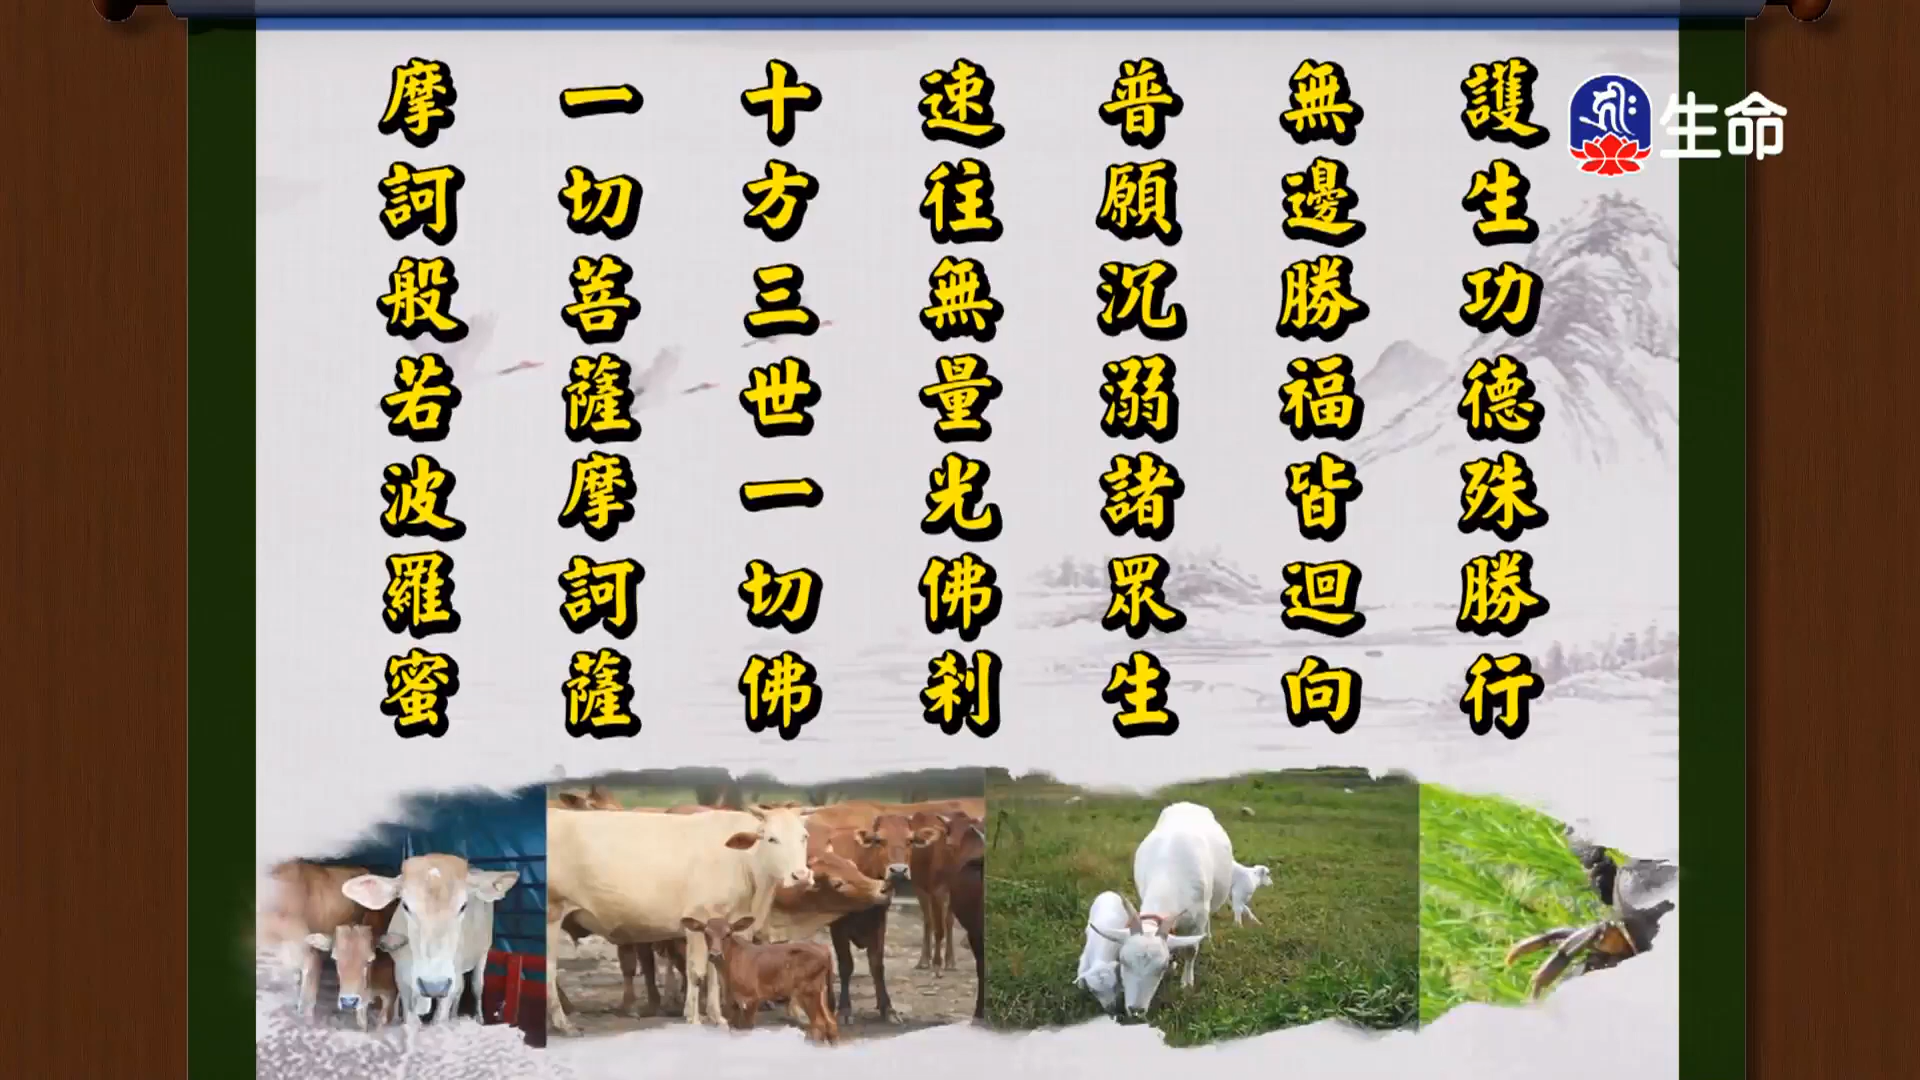 護生功德殊勝行
無邊勝福皆迴向
普願沉溺諸眾生
速往無量光佛剎
十方三世一切佛
一切菩薩摩訶薩
摩訶般若波羅蜜
生命